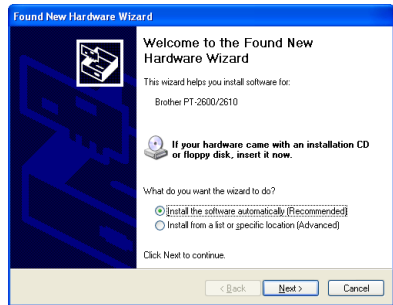 Found New Hardware Wizard
Welcome to the Found New
Hardware Wizard
This wizard helps you install software for:
Brother PT-2600/2610
If your hardware came with an installation CD
or floppy disk, insert it now.
What do you want the wizard to do?
Install the software automatically (Recommended)
Install from a list or specific location (Advanced)
Click Next to continue.
< Back
Next >
Cancel